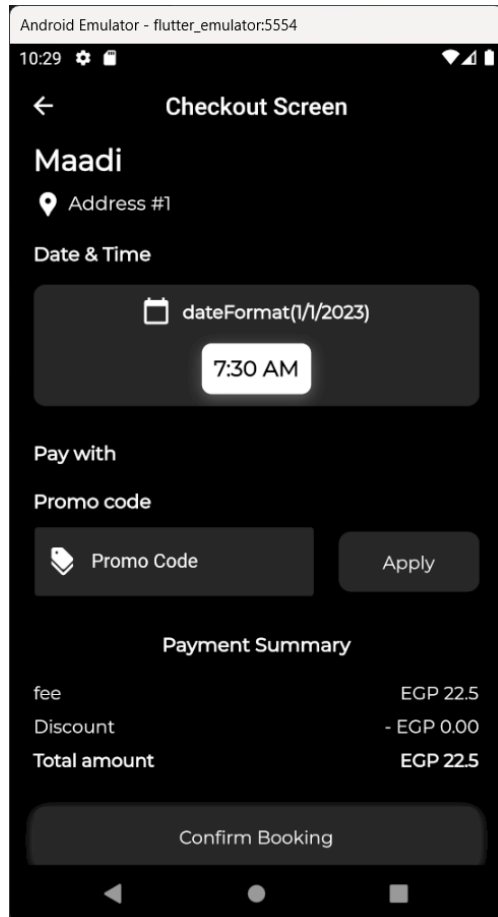 Android Emulator - flutter_emulator:5554
10:29
Checkout Screen
Maadi
Address #1
Date & Time
dateFormat(1/1/2023)
7:30 AM
Pay with
Promo code
Promo Code
Apply
Payment Summary
fee EGP 22.5
Discount - EGP 0.00
Total amount EGP 22.5
Confirm Booking